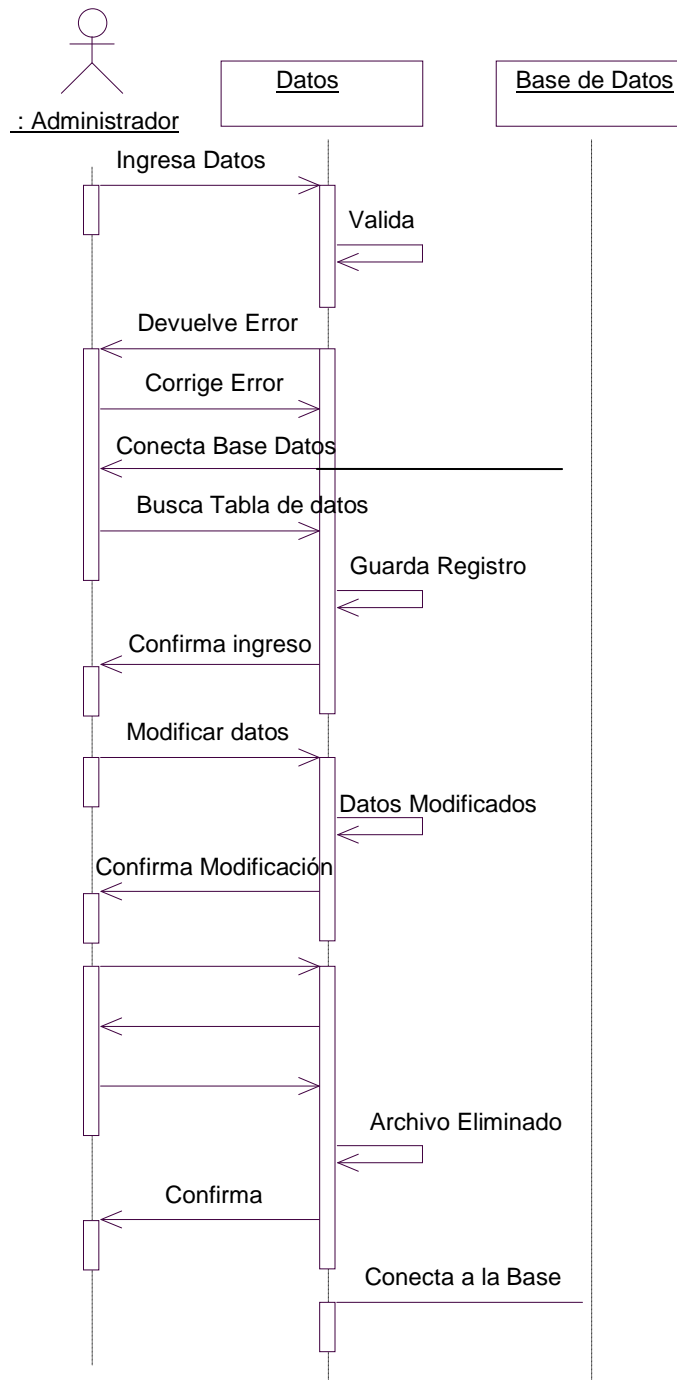 Datos
Base de Datos
: Administrador
Ingresa Datos
Valida
Devuelve Error
Corrige Error
Conecta Base Datos
Busca Tabla de datos
Guarda Registro
Confirma ingreso
Modificar datos
Datos Modificados
Confirma Modificación
Archivo Eliminado
Confirma
Conecta a la Base